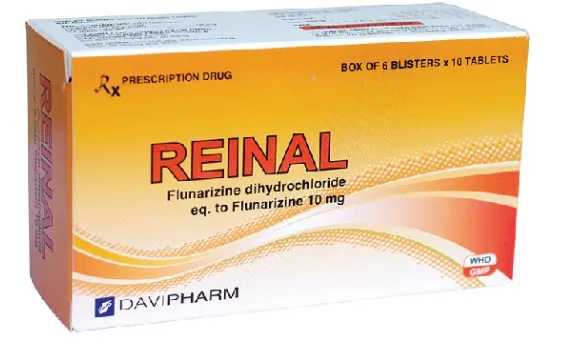 Rx PRESCRIPTION DRUG
BOX OF 6 BLISTERS x 10 TABLETS
REINAL
Flunarizine dihydrochloride
eq. to Flunarizine 10 mg
WHO
GMP
DAVIPHARM
REINAL